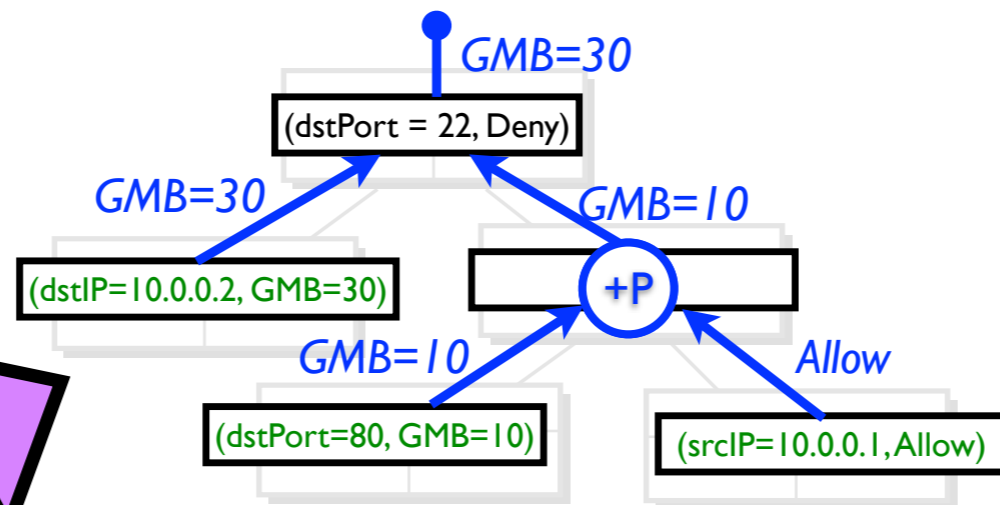 GMB=30
(dstPort = 22, Deny)
GMB=30
GMB=10
(dstIP=10.0.0.2, GMB=30)
+P
GMB=10
Allow
(dstPort=80, GMB=10)
(srcIP=10.0.0.1,Allow)